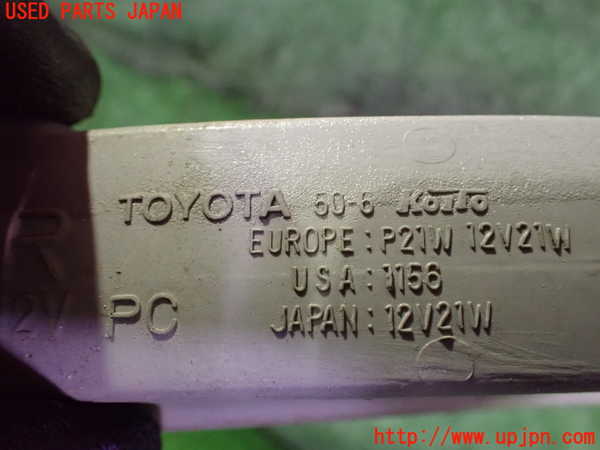 USED PARTS JAPAN
TOYOTA 50-6 KOITO
EUROPE : P21W 12V21W
R USA : 1156
2V PC JAPAN : 12V21W
http://www.upjpn.com